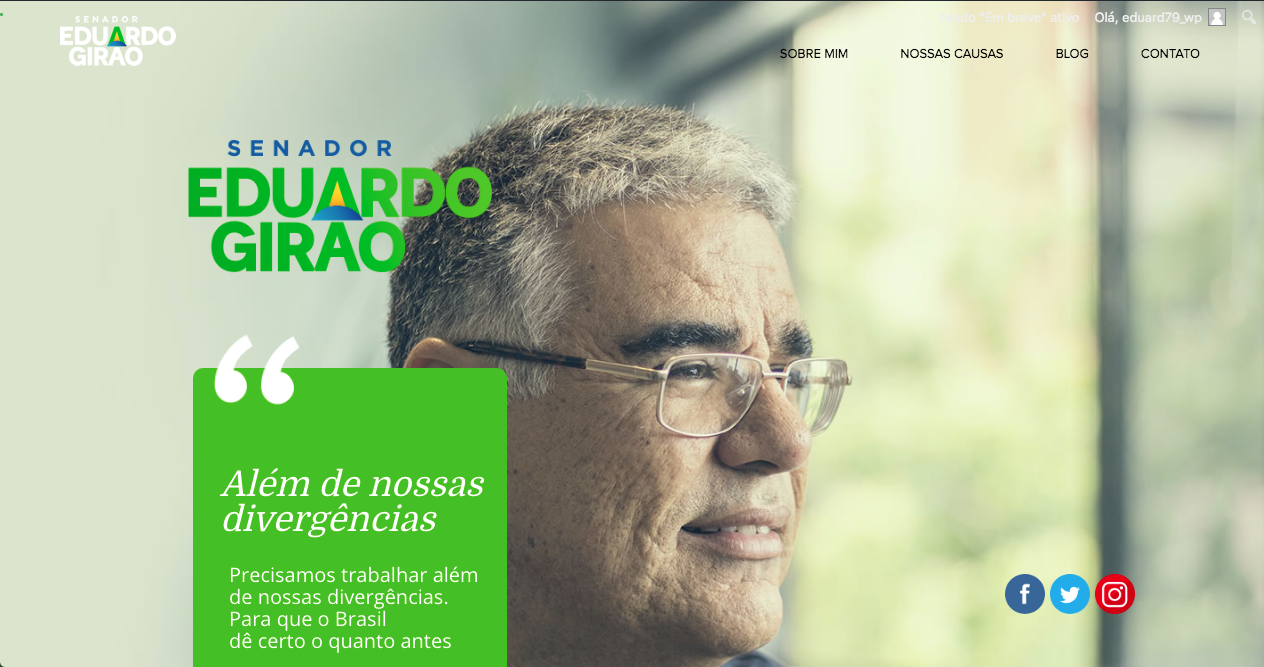 SENADOR
EDUARDO
GIRAO
"Em breve" ativo
Olá, eduard79_wp
SOBRE MIM
NOSSAS CAUSAS
BLOG
CONTATO
SENADOR
EDUARDO
GIRAO
“
Além de nossas
divergências
Precisamos trabalhar além
de nossas divergências.
Para que o Brasil
dê certo o quanto antes